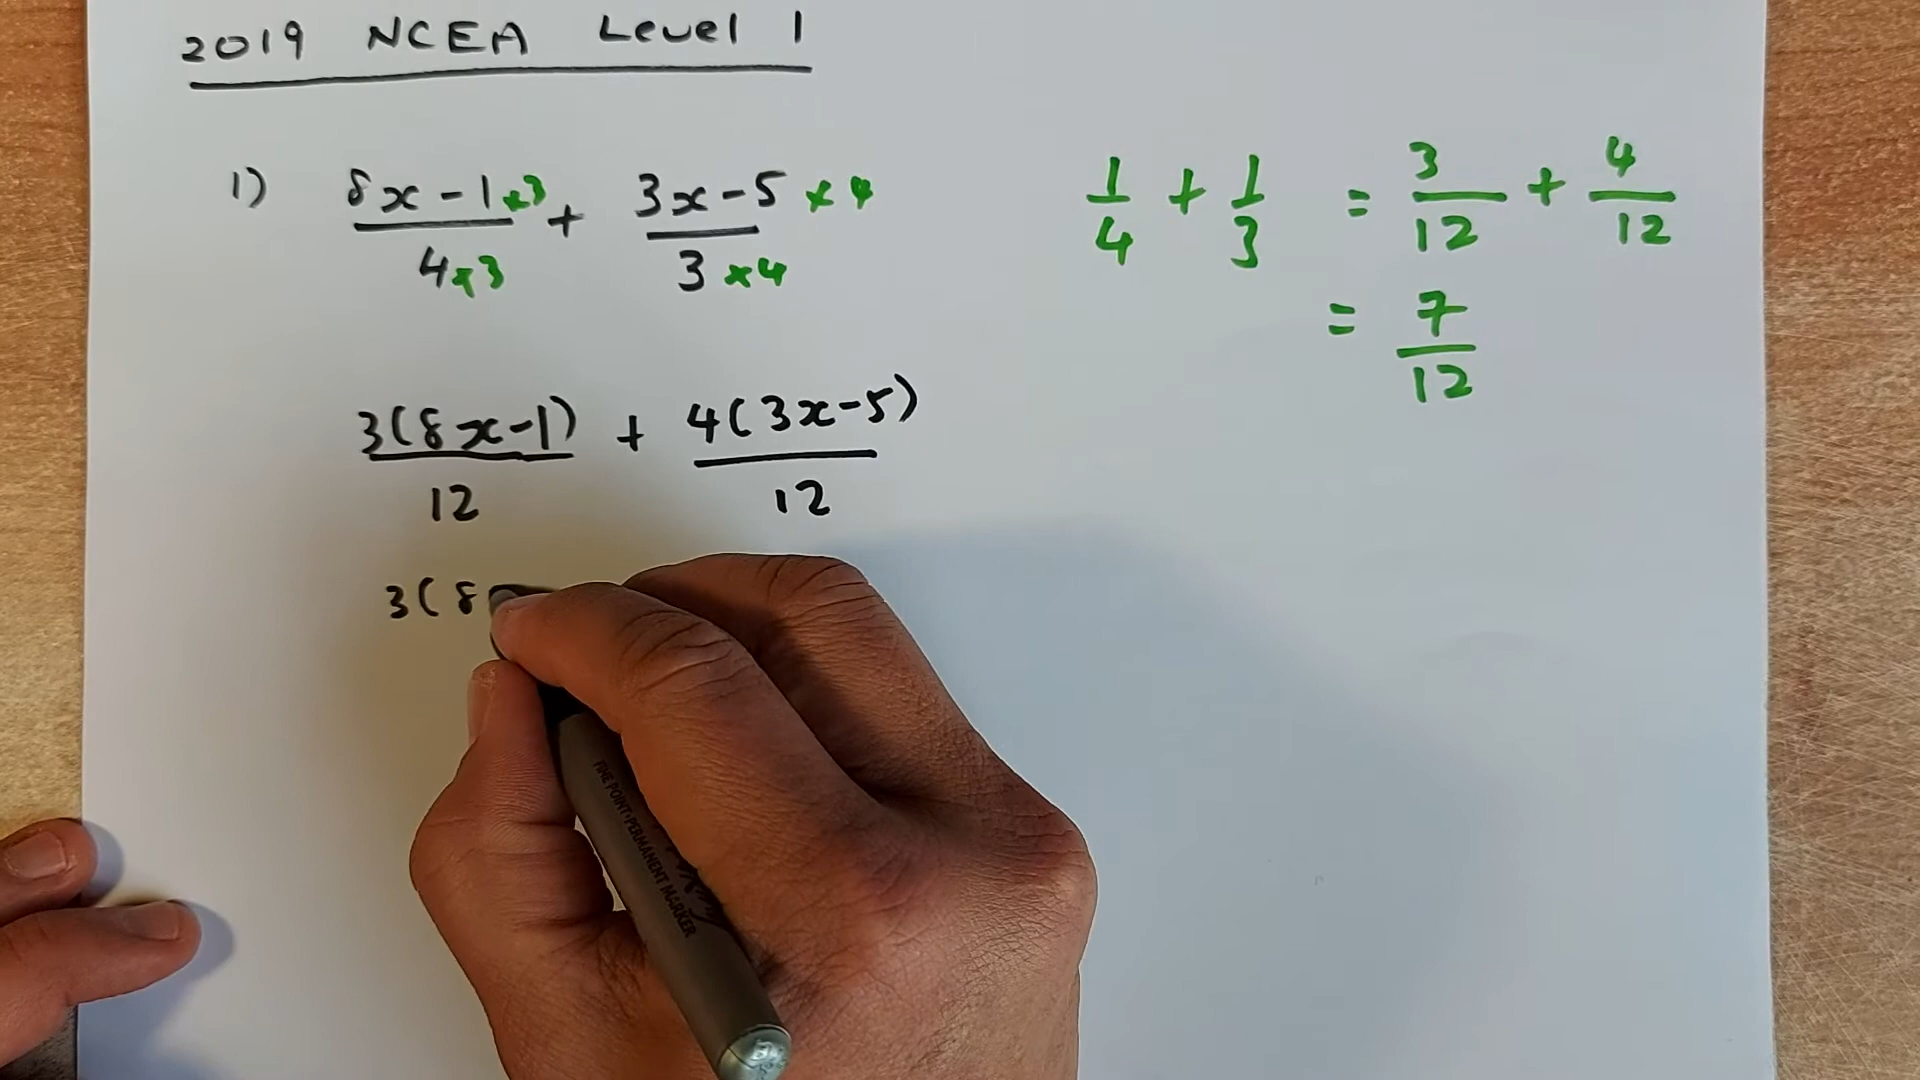 2019 NCEA Level 1
1) 8x-1×3 + 3x-5 ×4
4×3 3 ×4
3(8x-1) + 4(3x-5)
12 12
3(8
1 + 1 = 3 + 4
4 3 12 12
= 7
12
FINE POINT·PERMANENT MARKER